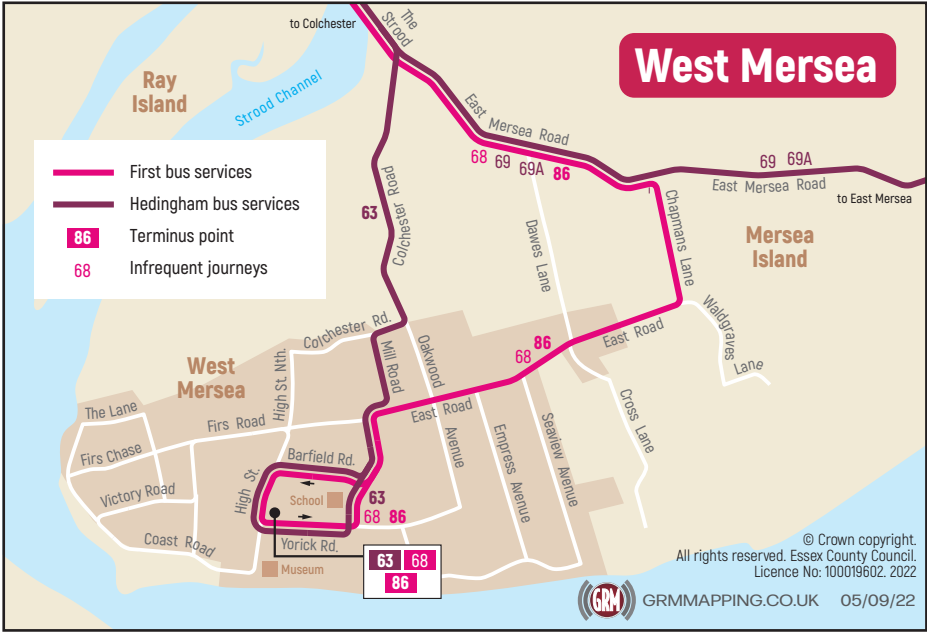 to Colchester
The
Strood
West Mersea
Ray
Island
Strood Channel
First bus services
Hedingham bus services
86
Terminus point
68
Infrequent journeys
East Mersea Road
68
69
69A
86
69
69A
East Mersea Road
to East Mersea
63
Colchester Road
Dawes Lane
Chapmans Lane
Mersea
Island
Waldgraves
Lane
Colchester Rd.
East Road
86
68
West
Mersea
High St. Nth.
Mill Road
Oakwood
Avenue
East Road
The Lane
Firs Road
Firs Chase
Victory Road
Coast Road
High St.
Barfield Rd.
School
63
68
86
Yorick Rd.
Museum
Empress Avenue
Seaview Avenue
Cross Lane
63
68
86
© Crown copyright.
All rights reserved. Essex County Council.
Licence No: 100019602. 2022
GRM
GRMMAPPING.CO.UK
05/09/22